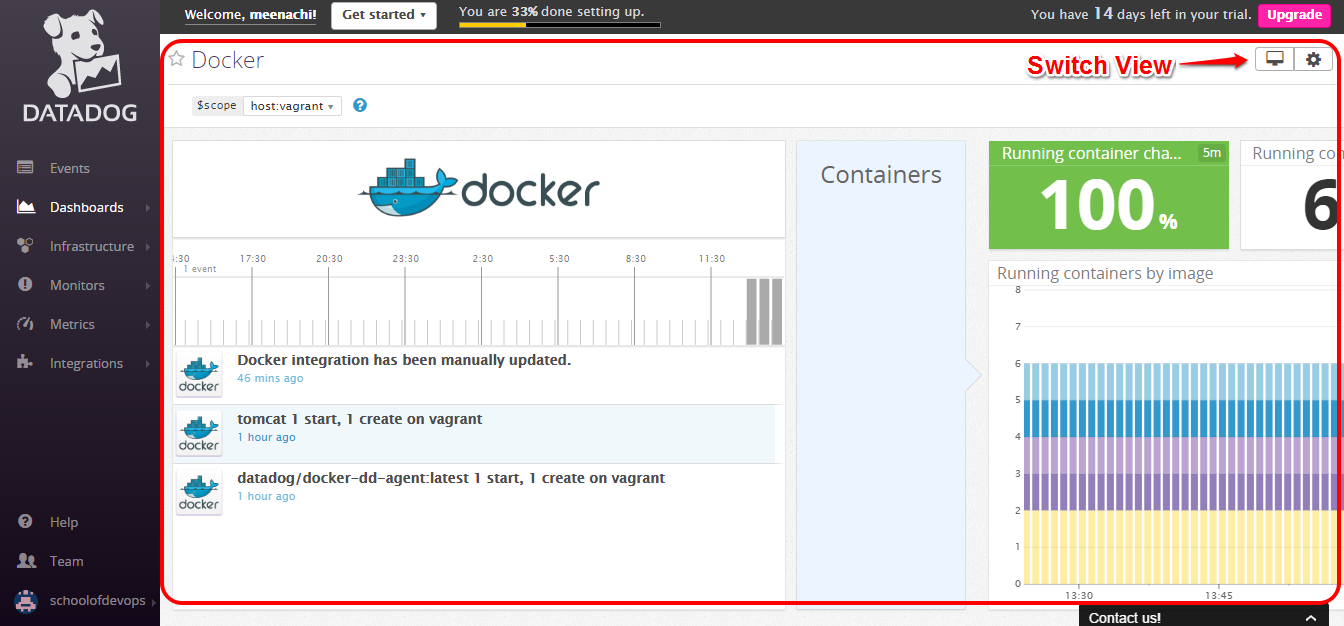 DATADOG
Events
Dashboards
Infrastructure
Monitors
Metrics
Integrations
Help
Team
schoolofdevops
Welcome, meenachi!
Get started
You are 33% done setting up.
You have 14 days left in your trial.
Upgrade
Docker
Switch View
$scope host:vagrant
?
docker
:30 17:30 20:30 23:30 2:30 5:30 8:30 11:30
1 event
docker
Docker integration has been manually updated.
46 mins ago
docker
tomcat 1 start, 1 create on vagrant
1 hour ago
docker
datadog/docker-dd-agent:latest 1 start, 1 create on vagrant
1 hour ago
Containers
Running container cha... 5m
100%
Running con
6
Running containers by image
8
7
6
5
4
3
2
1
0
13:30 13:45
Contact us!